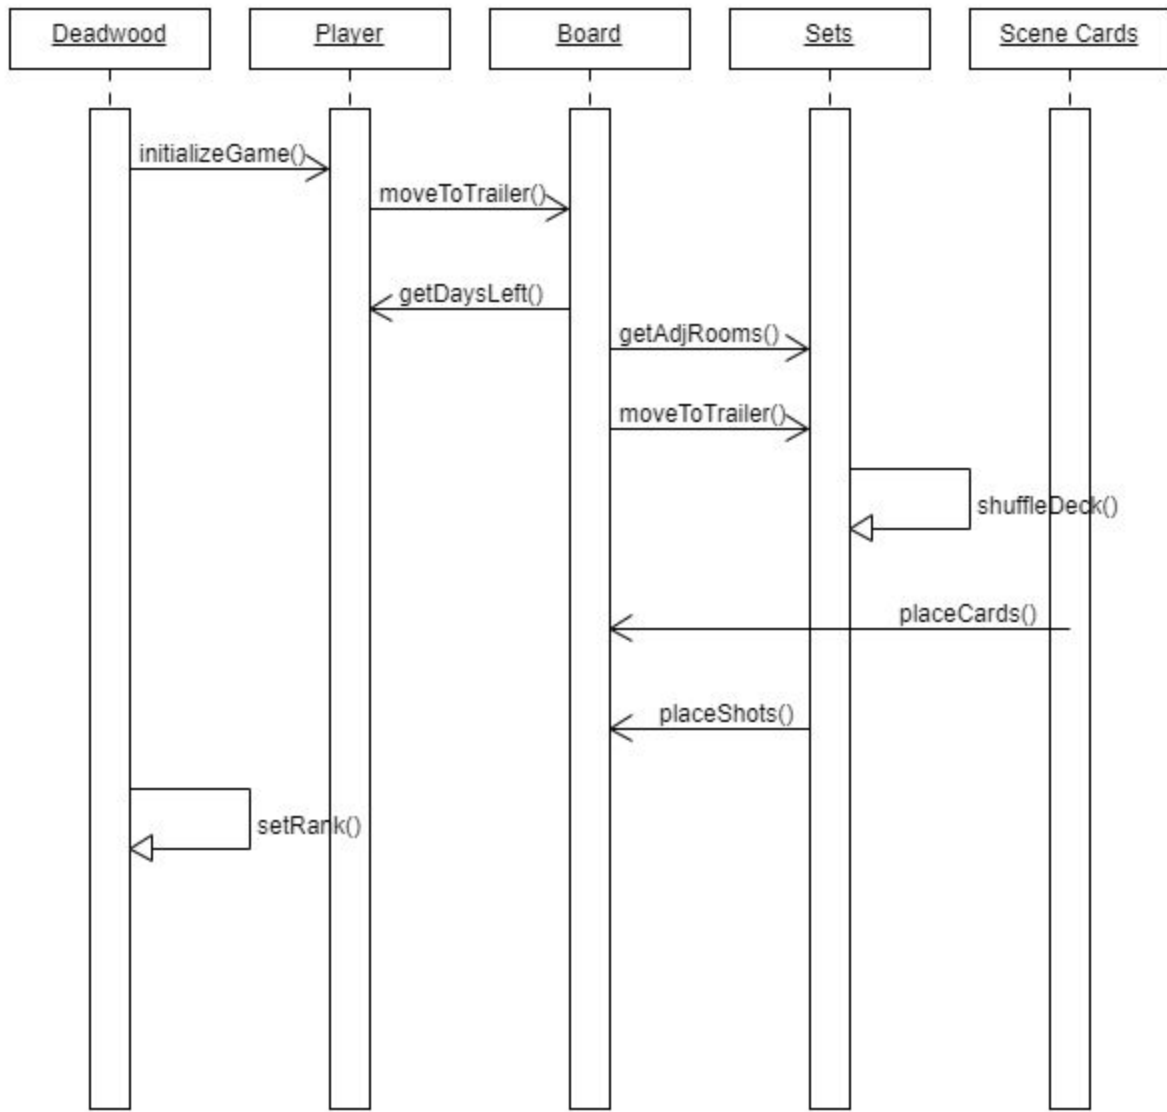 Deadwood
Player
Board
Sets
Scene Cards
initializeGame()
moveToTrailer()
getDaysLeft()
getAdjRooms()
moveToTrailer()
shuffleDeck()
placeCards()
placeShots()
setRank()